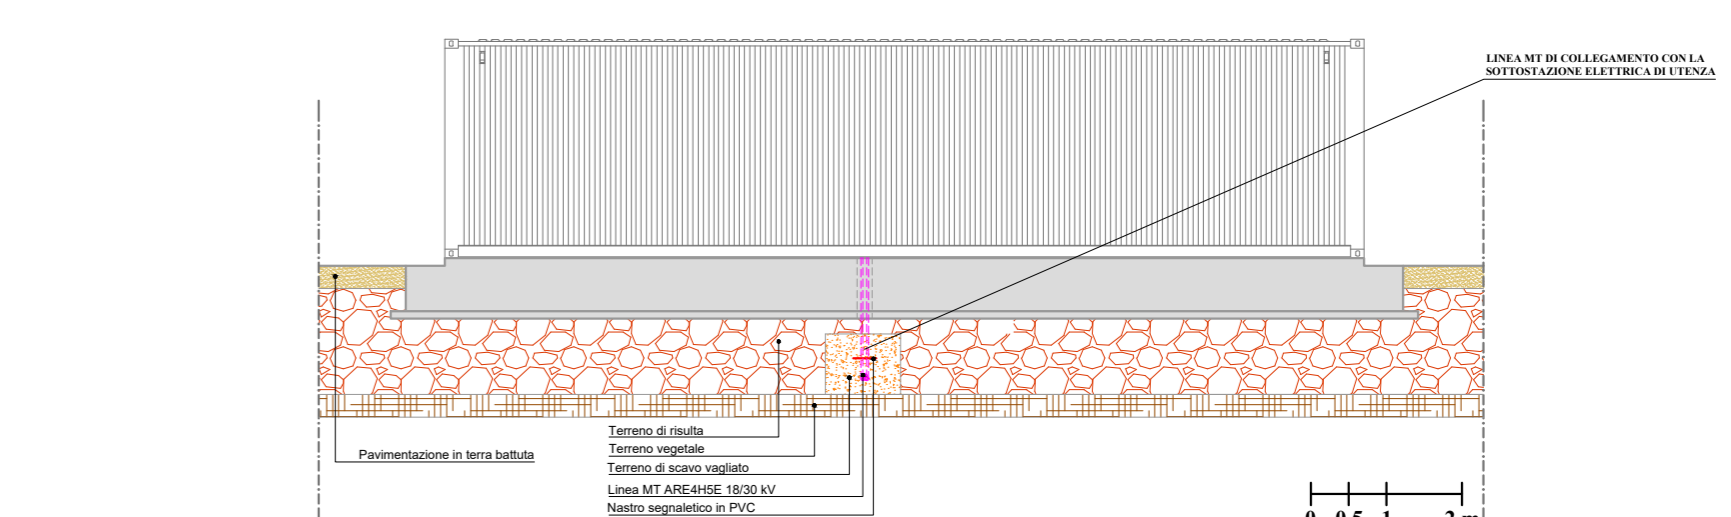 LINEA MT DI COLLEGAMENTO CON LA
SOTTOSTAZIONE ELETTRICA DI UTENZA
Terreno di risulta
Terreno vegetale
Pavimentazione in terra battuta
Terreno di scavo vagliato
Linea MT ARE4H5E 18/30 kV
Nastro segnaletico in PVC
0 0.5 1 2 m